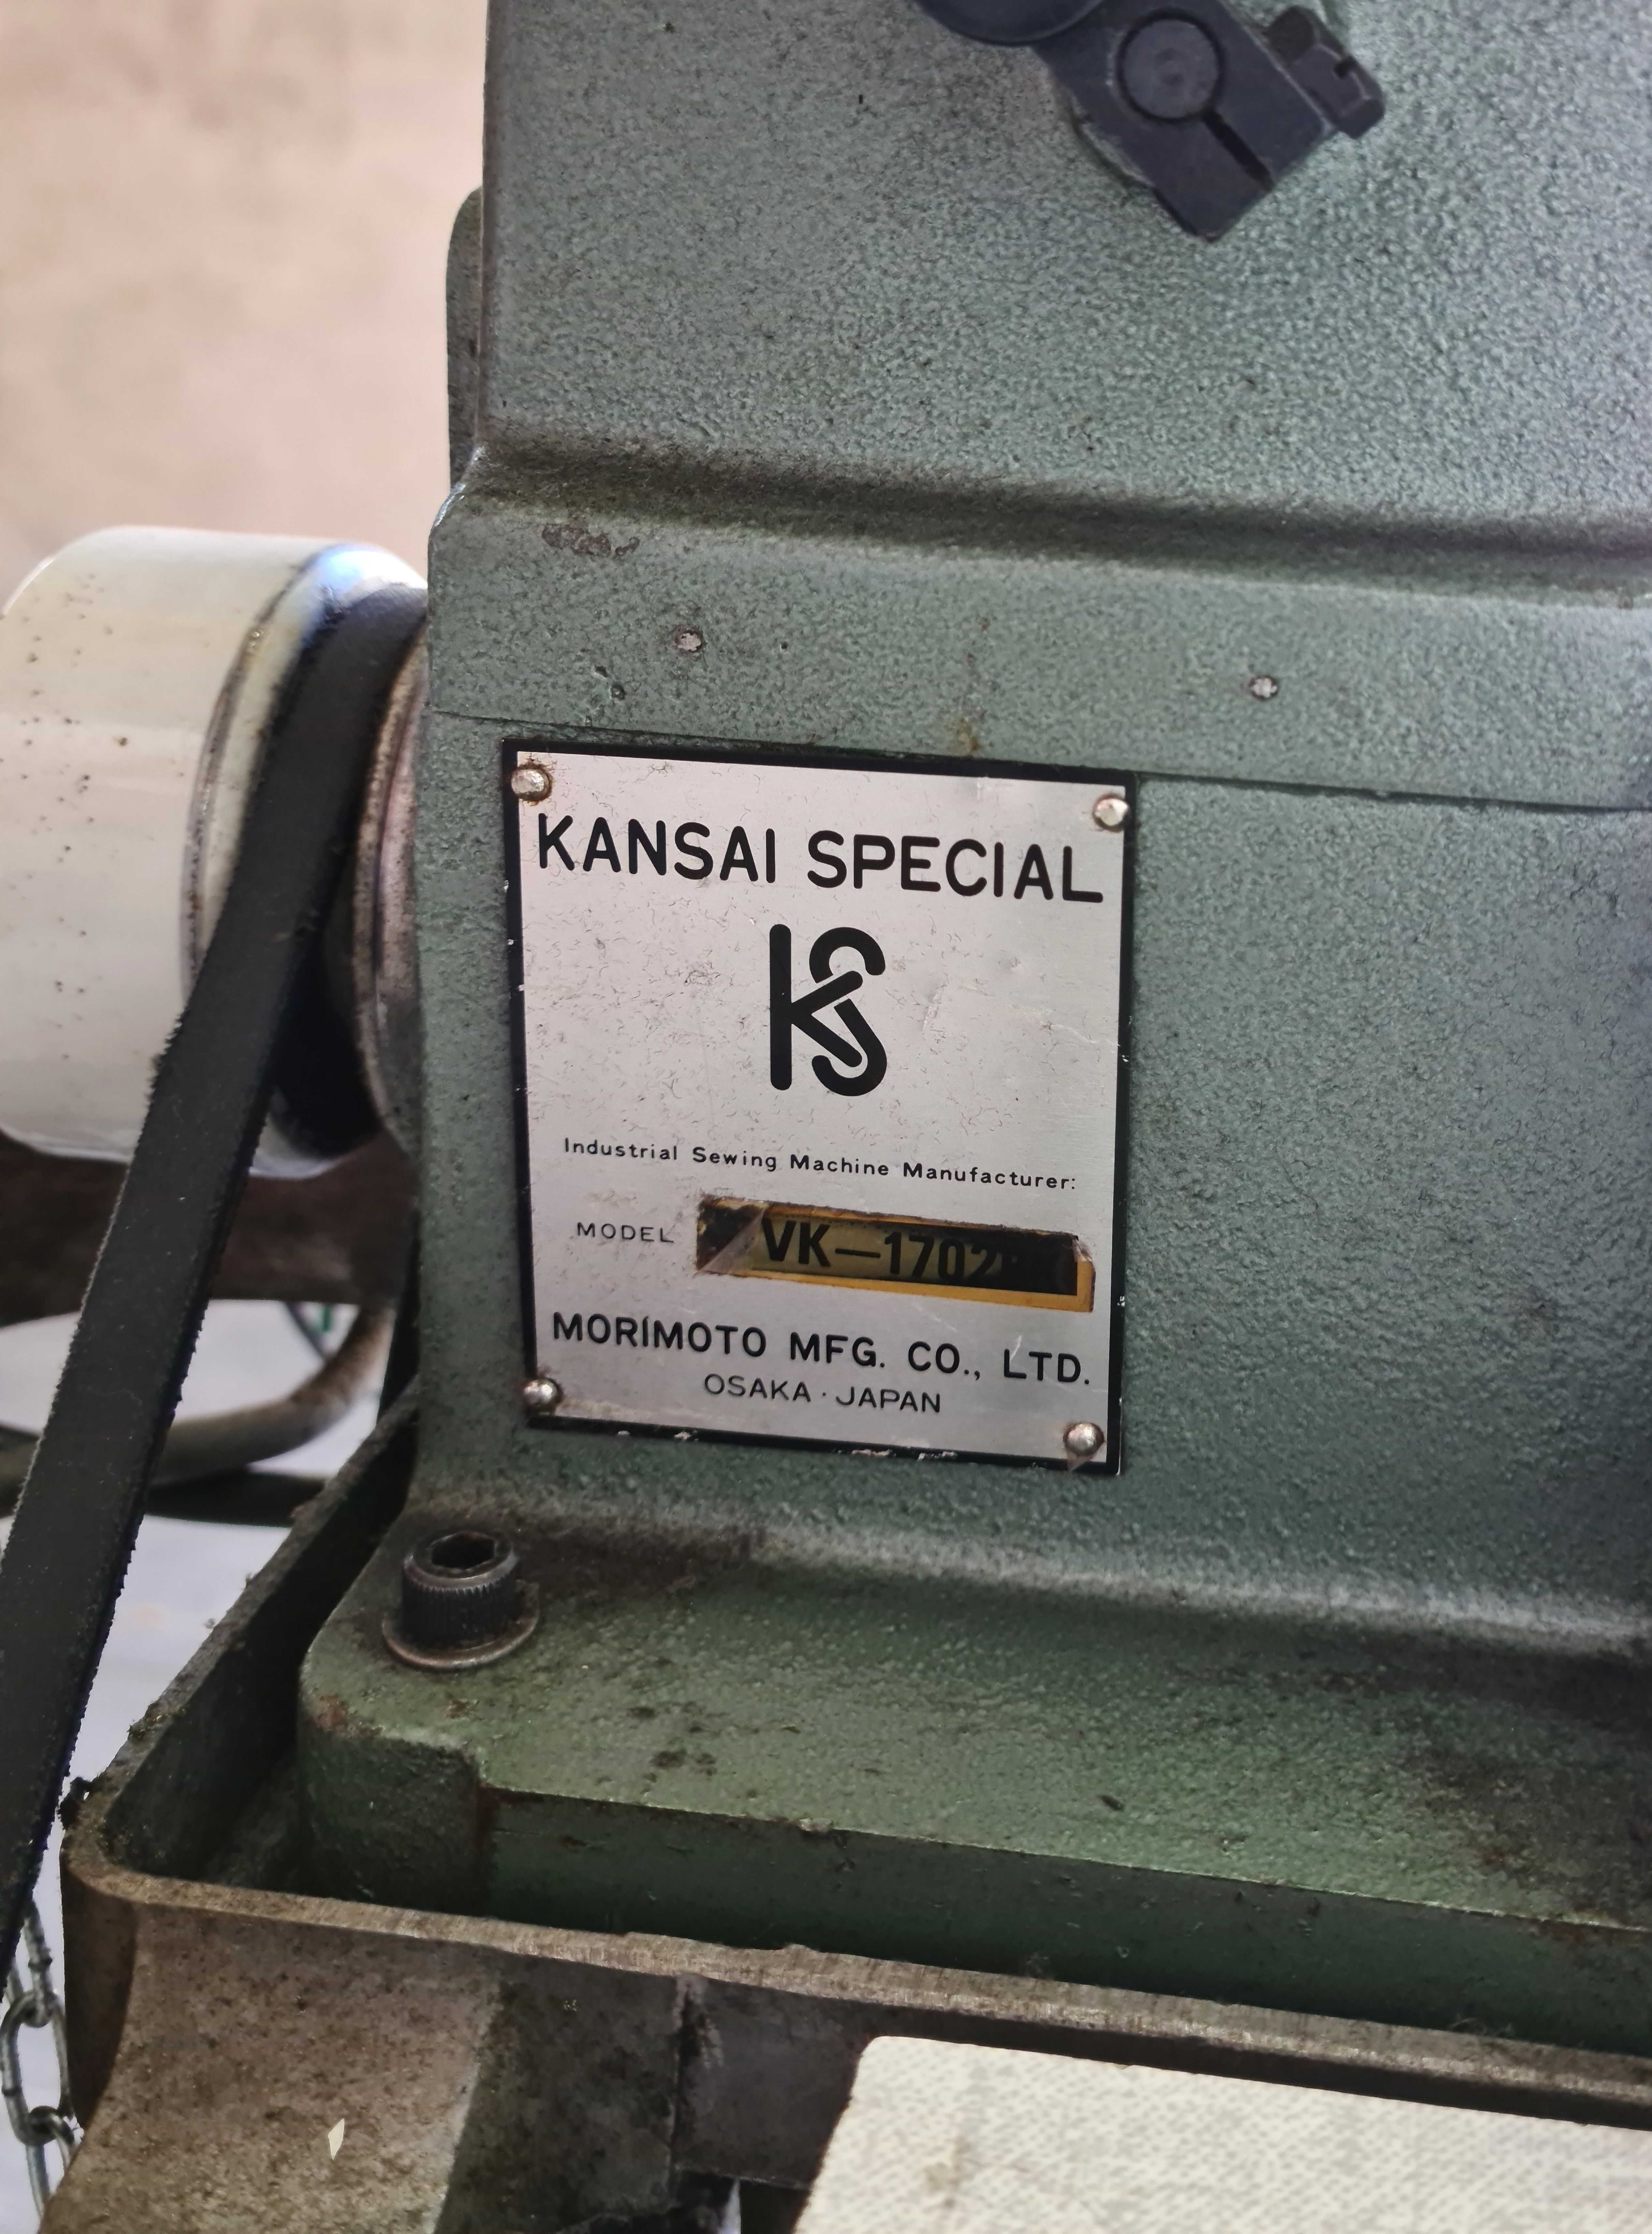 KANSAI SPECIAL
KS
Industrial Sewing Machine Manufacturer:
MODEL VK—1702
MORIMOTO MFG. CO., LTD.
OSAKA · JAPAN